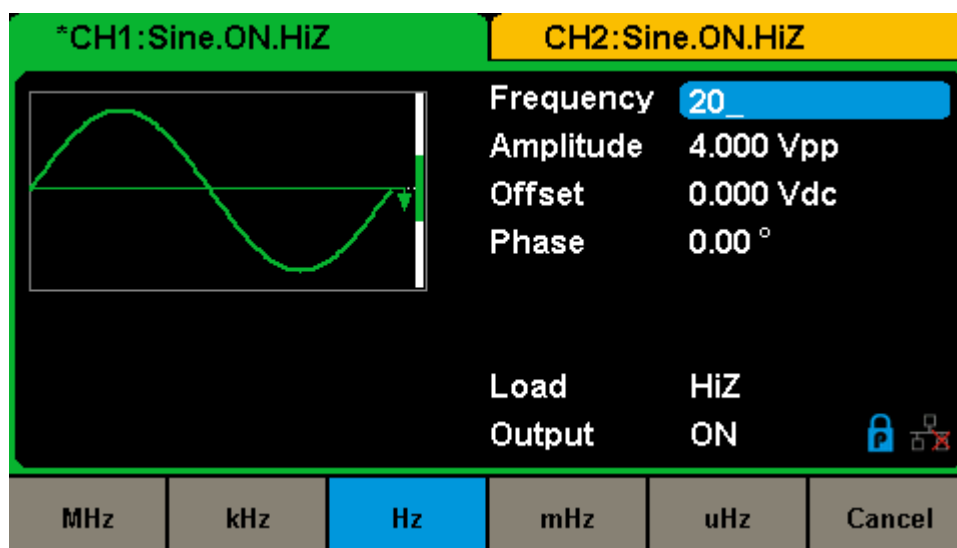 *CH1:Sine.ON.HiZ
CH2:Sine.ON.HiZ
Frequency 20_
Amplitude 4.000 Vpp
Offset 0.000 Vdc
Phase 0.00 °
Load HiZ
Output ON
P
MHz kHz Hz mHz uHz Cancel